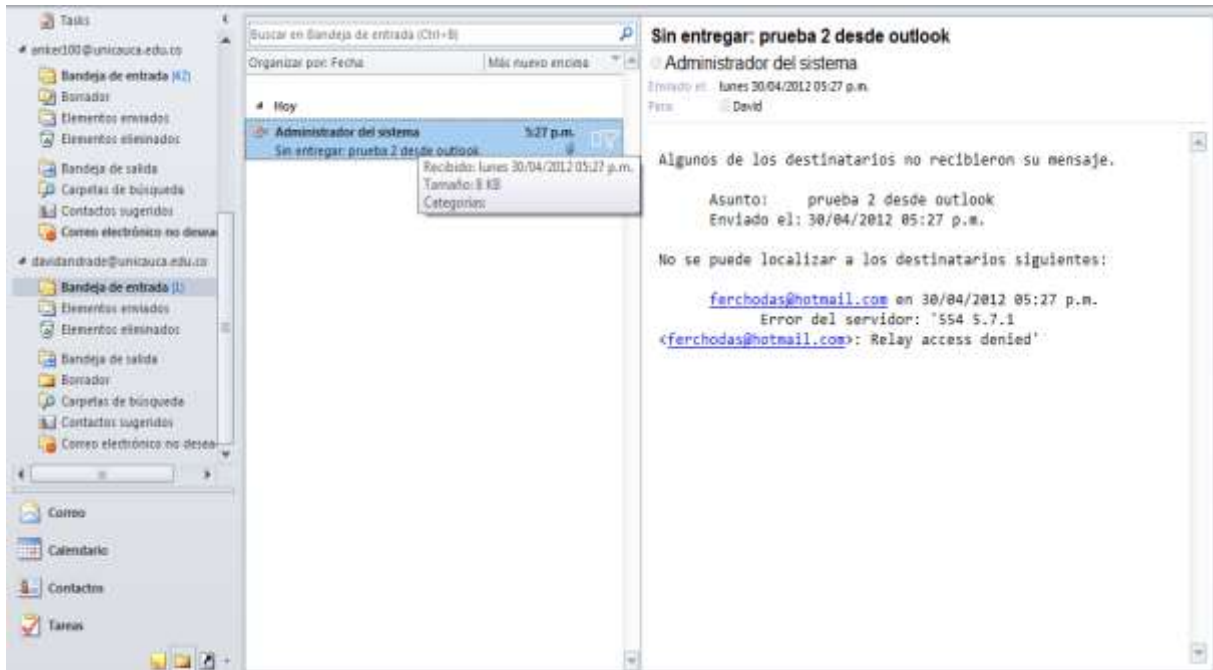 Tasks
enker100@unicauca.edu.co
Bandeja de entrada (42)
Borrador
Elementos enviados
Elementos eliminados
Bandeja de salida
Carpetas de búsqueda
Contactos sugeridos
Correo electrónico no desea
davidandrade@unicauca.edu.co
Bandeja de entrada (1)
Elementos enviados
Elementos eliminados
Bandeja de salida
Borrador
Carpetas de búsqueda
Contactos sugeridos
Correo electrónico no desea
Correo
Calendario
Contactos
Tareas
Buscar en Bandeja de entrada (Ctrl+B)
Organizar por: Fecha Más nuevo encima
Hoy
Administrador del sistema 5:27 p.m.
Sin entregar: prueba 2 desde outlook
Recibido: lunes 30/04/2012 05:27 p.m.
Tamaño: 8 KB
Categorías:
Sin entregar: prueba 2 desde outlook
Administrador del sistema
Enviado el: lunes 30/04/2012 05:27 p.m.
Para: David
Algunos de los destinatarios no recibieron su mensaje.
Asunto: prueba 2 desde outlook
Enviado el: 30/04/2012 05:27 p.m.
No se puede localizar a los destinatarios siguientes:
ferchodas@hotmail.com en 30/04/2012 05:27 p.m.
Error del servidor: '554 5.7.1
<ferchodas@hotmail.com>: Relay access denied'